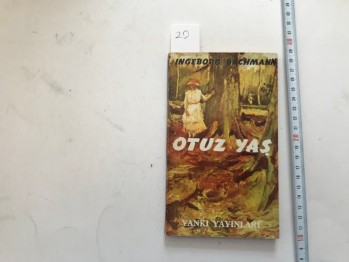 29
INGEBORG BACHMANN
OTUZ YAŞ
YANKI YAYINLARI